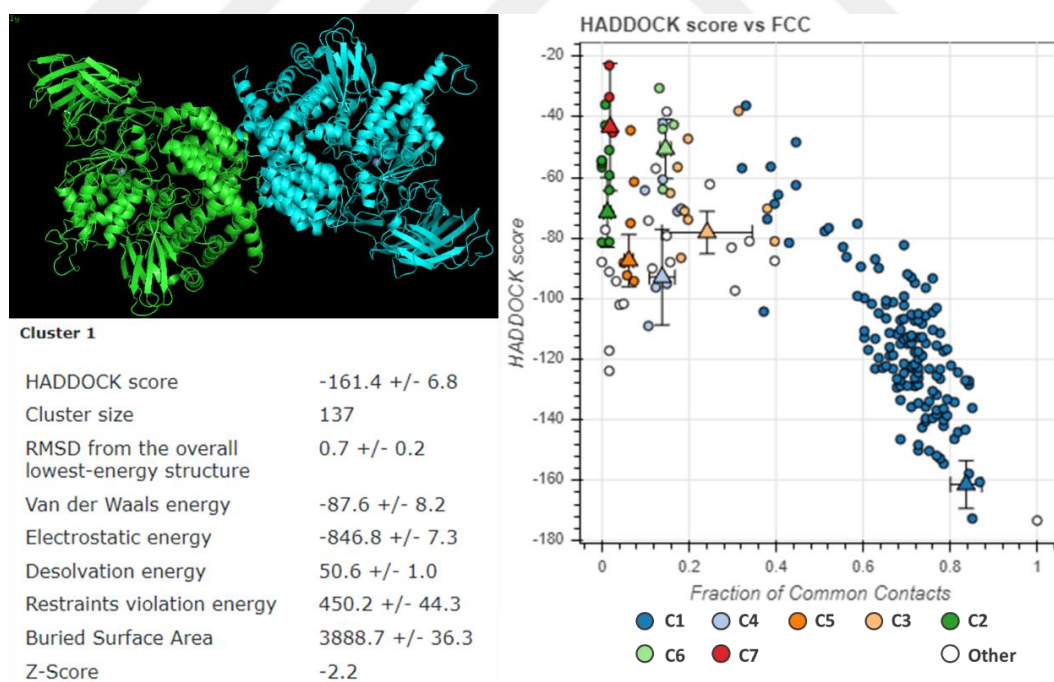 Cluster 1
HADDOCK score -161.4 +/- 6.8
Cluster size 137
RMSD from the overall
lowest-energy structure 0.7 +/- 0.2
Van der Waals energy -87.6 +/- 8.2
Electrostatic energy -846.8 +/- 7.3
Desolvation energy 50.6 +/- 1.0
Restraints violation energy 450.2 +/- 44.3
Buried Surface Area 3888.7 +/- 36.3
Z-Score -2.2
HADDOCK score vs FCC
HADDOCK score
-20
-40
-60
-80
-100
-120
-140
-160
-180
0 0.2 0.4 0.6 0.8 1
Fraction of Common Contacts
C1 C4 C5 C3 C2
C6 C7 Other